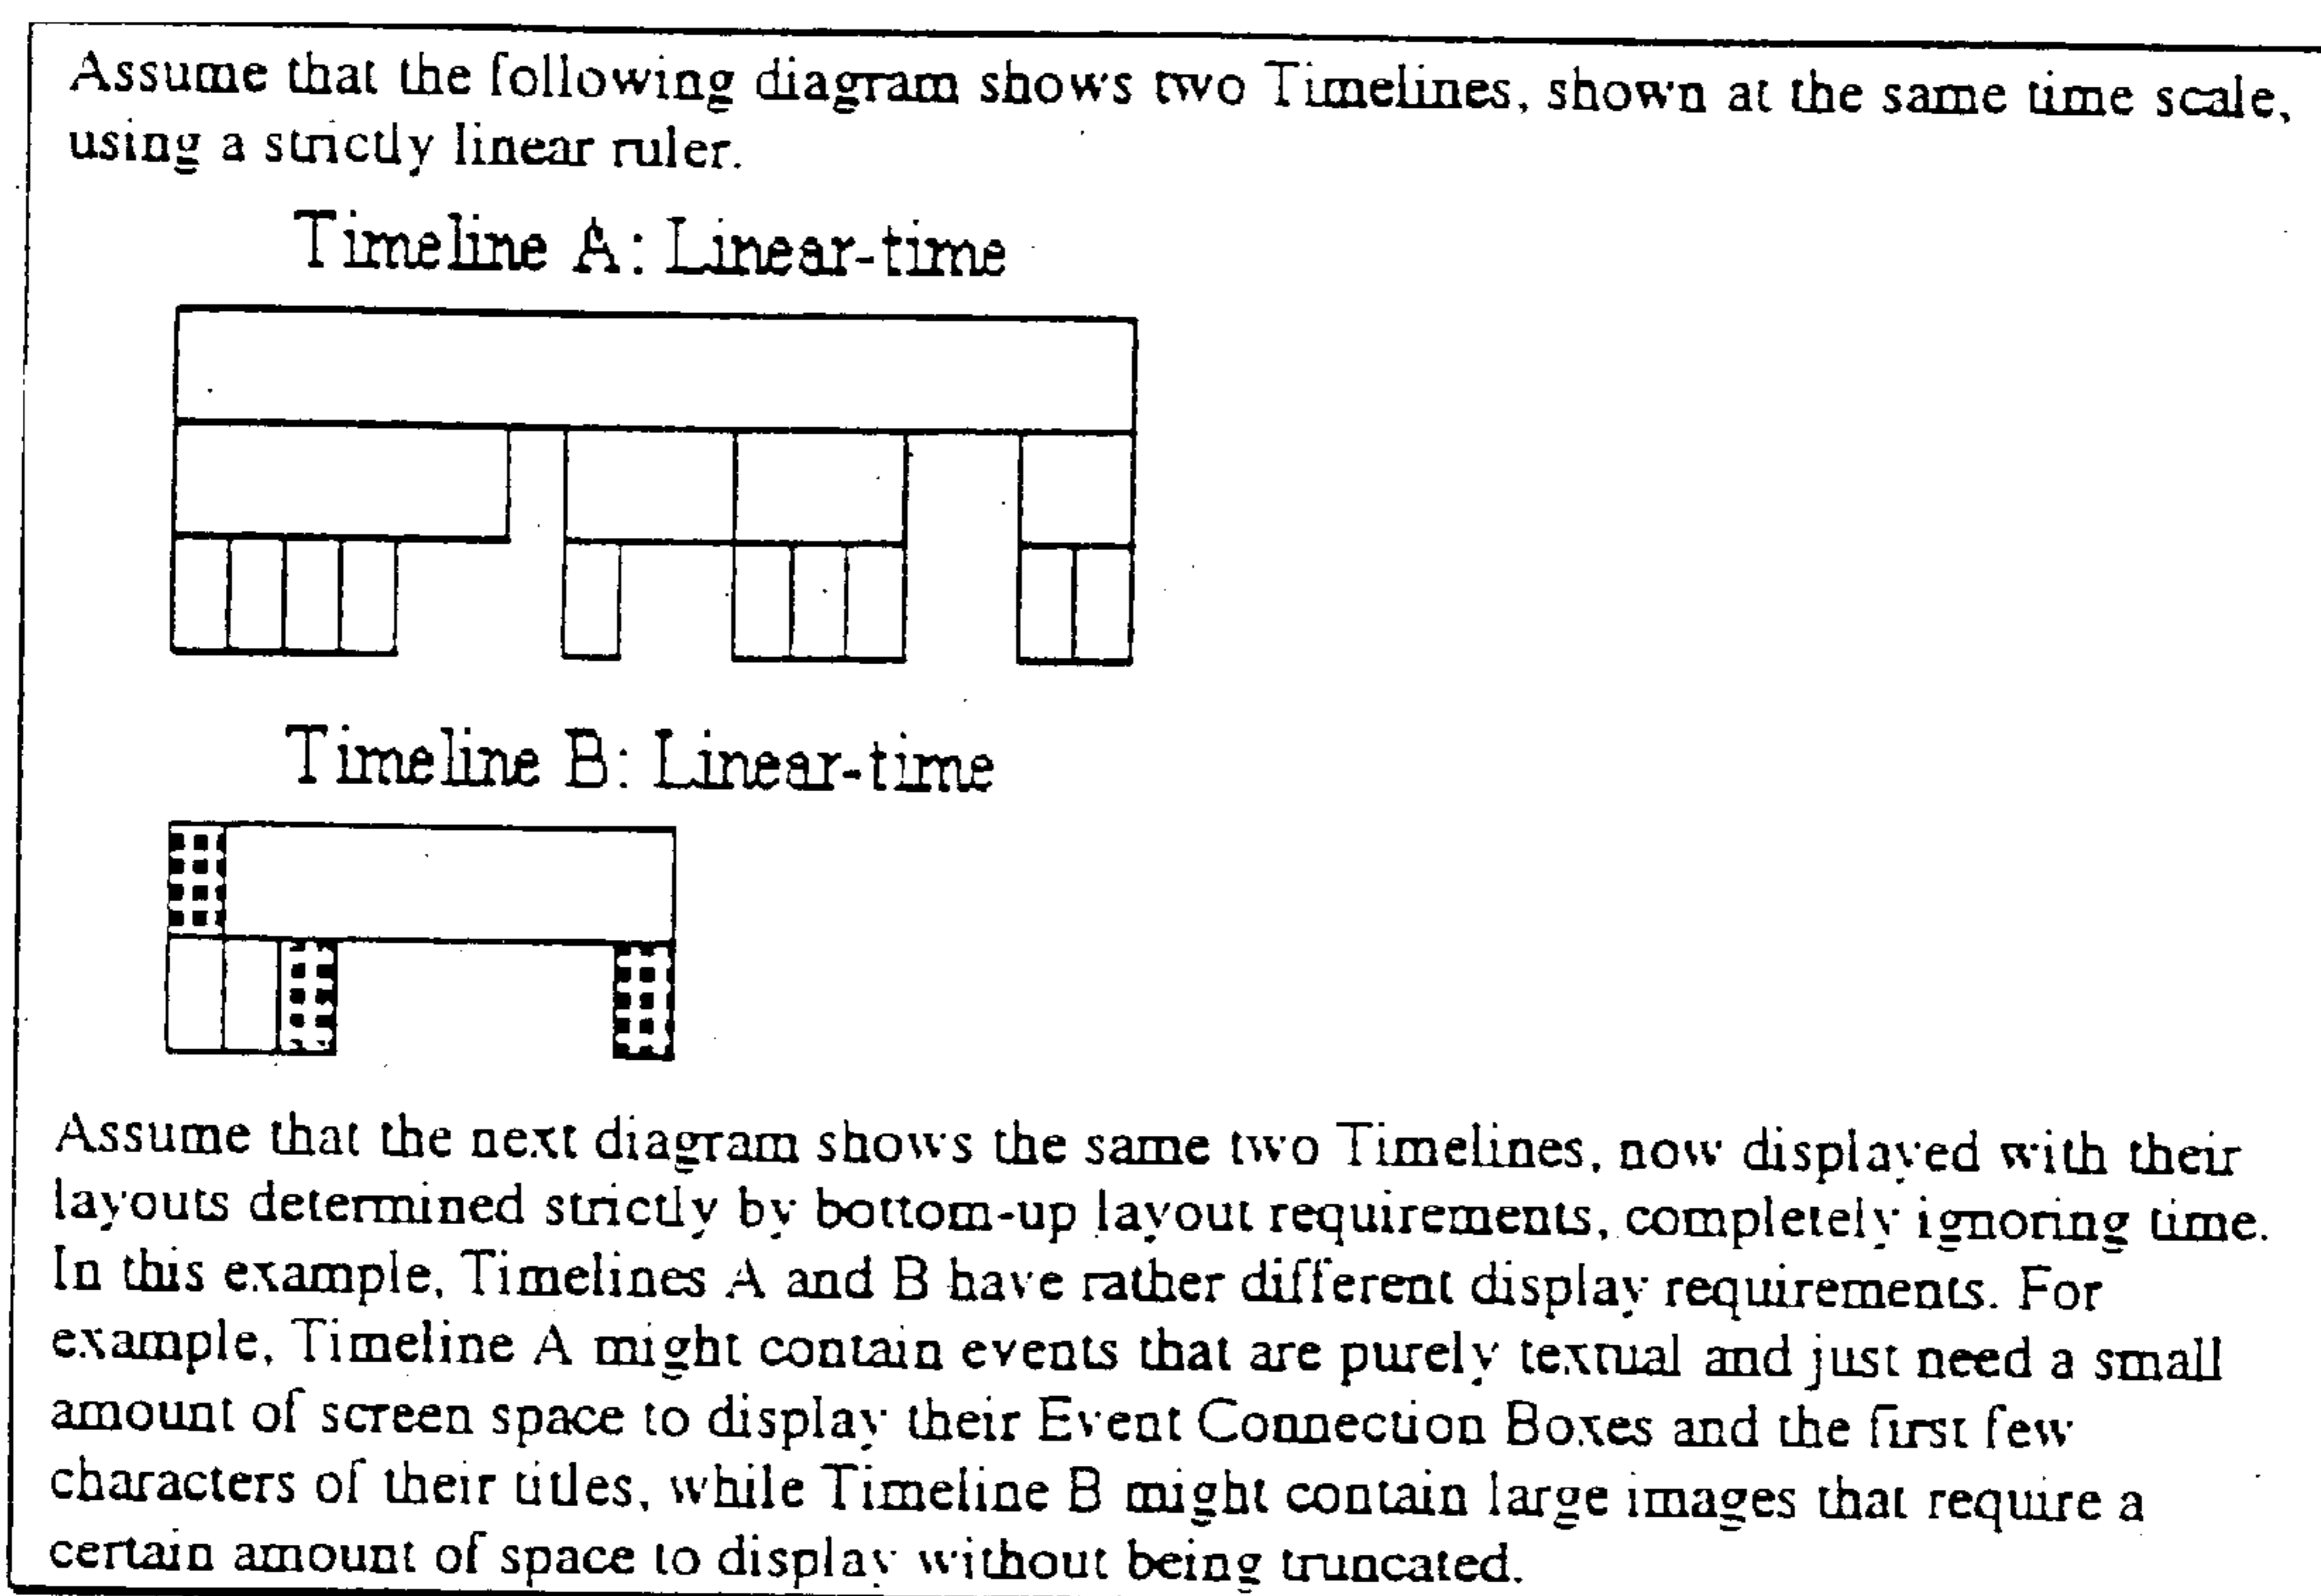 Assume that the following diagram shows two Timelines, shown at the same time scale,
using a strictly linear ruler.
Timeline A: Linear-time
Timeline B: Linear-time
Assume that the next diagram shows the same two Timelines, now displayed with their
layouts determined strictly by bottom-up layout requirements, completely ignoring time.
In this example, Timelines A and B have rather different display requirements. For
example, Timeline A might contain events that are purely textual and just need a small
amount of screen space to display their Event Connection Boxes and the first few
characters of their titles, while Timeline B might contain large images that require a
certain amount of space to display without being truncated.